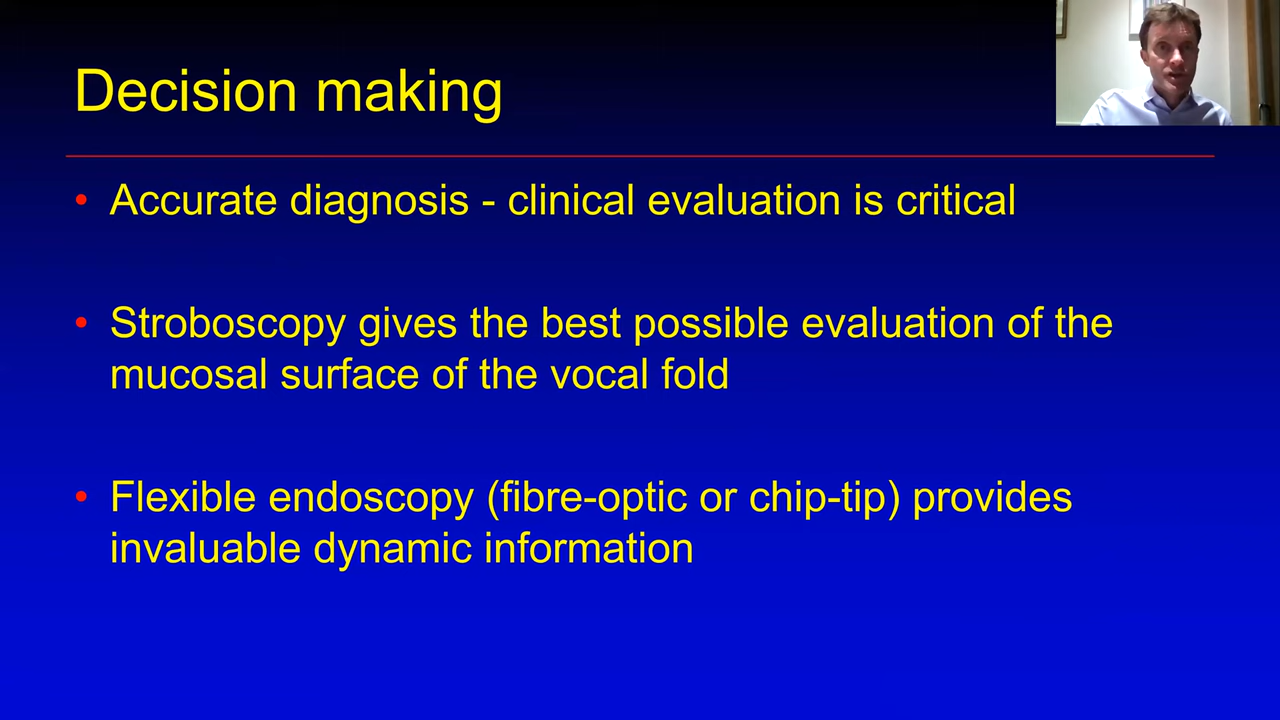 Decision making
• Accurate diagnosis - clinical evaluation is critical
• Stroboscopy gives the best possible evaluation of the
mucosal surface of the vocal fold
• Flexible endoscopy (fibre-optic or chip-tip) provides
invaluable dynamic information